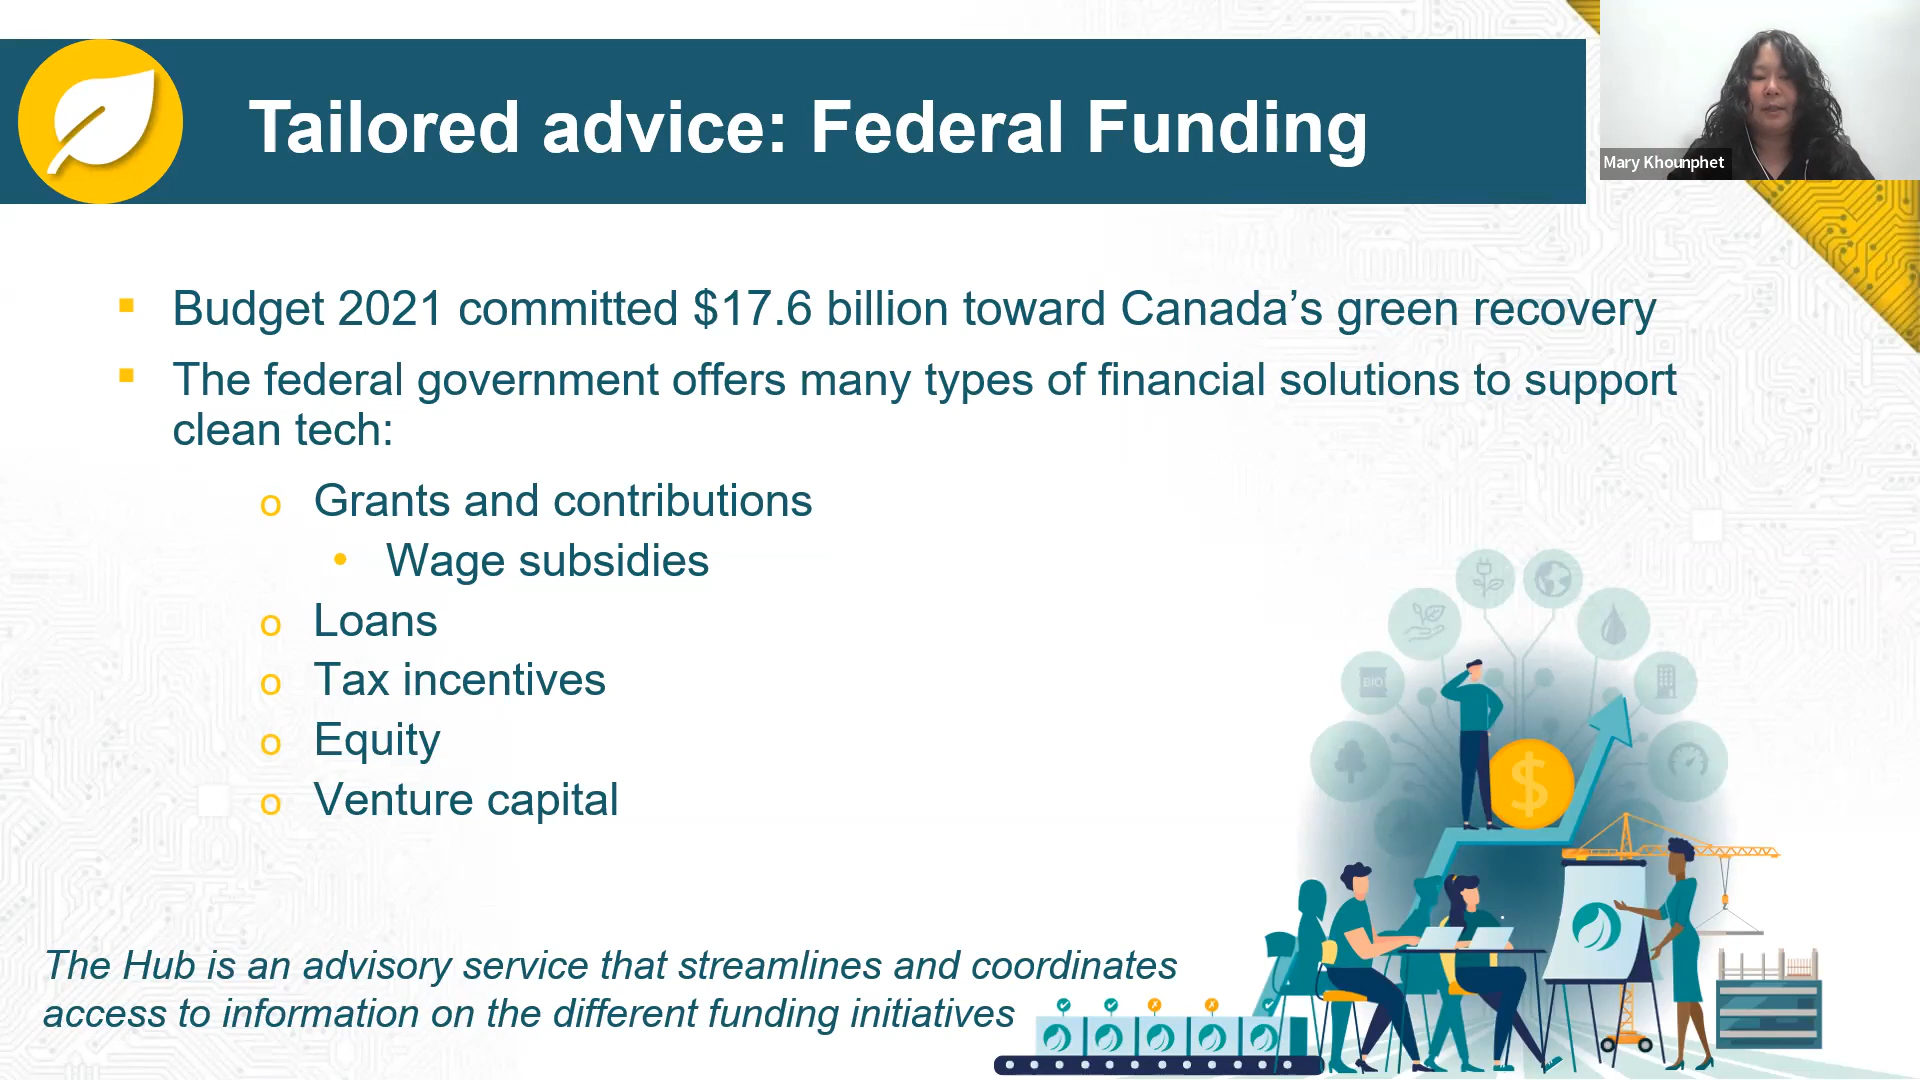 Tailored advice: Federal Funding
Mary Khounphet
▪ Budget 2021 committed $17.6 billion toward Canada’s green recovery
▪ The federal government offers many types of financial solutions to support
clean tech:
o Grants and contributions
• Wage subsidies
o Loans
o Tax incentives
o Equity
o Venture capital
BIO
$
The Hub is an advisory service that streamlines and coordinates
access to information on the different funding initiatives